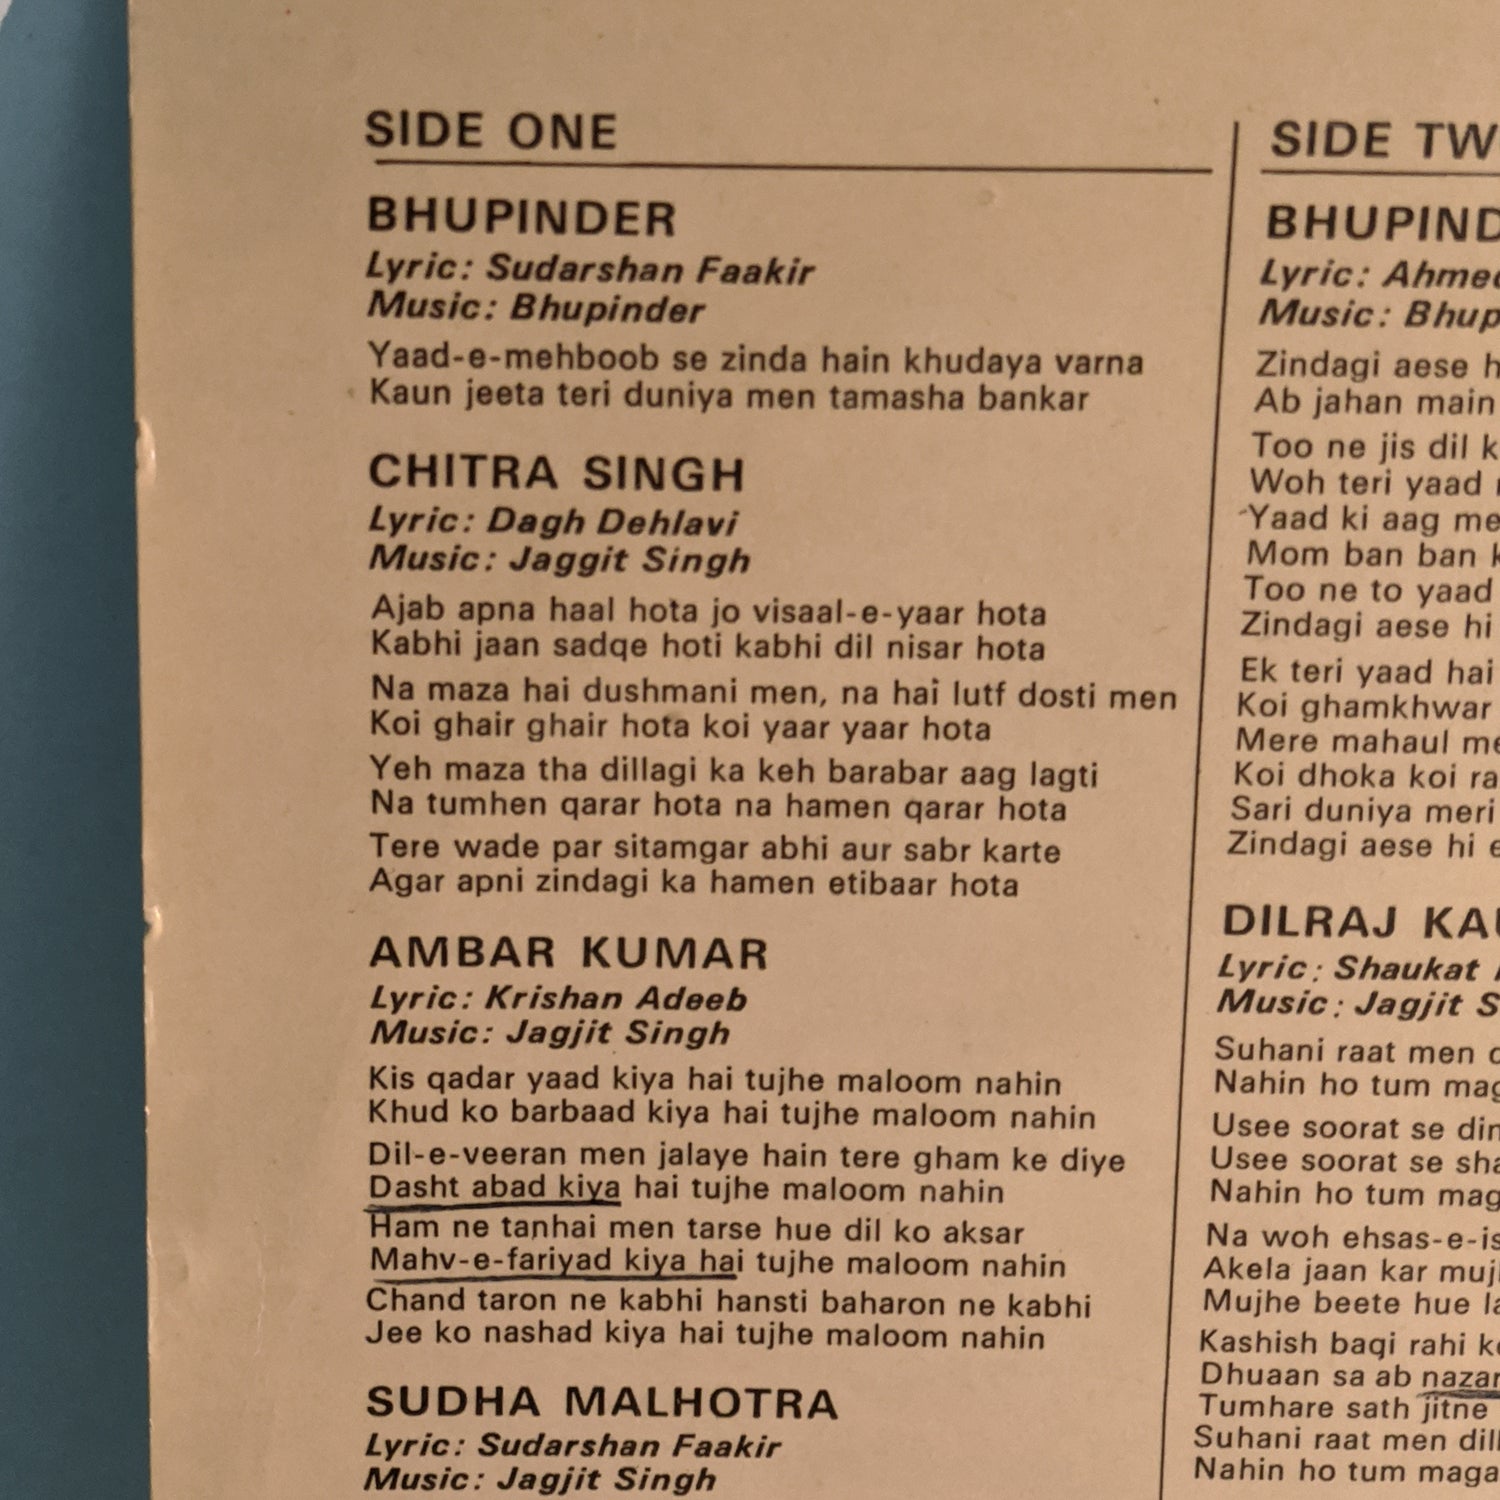 SIDE ONE
BHUPINDER
Lyric: Sudarshan Faakir
Music: Bhupinder
Yaad-e-mehboob se zinda hain khudaya varna
Kaun jeeta teri duniya men tamasha bankar
CHITRA SINGH
Lyric: Dagh Dehlavi
Music: Jaggit Singh
Ajab apna haal hota jo visaal-e-yaar hota
Kabhi jaan sadqe hoti kabhi dil nisar hota
Na maza hai dushmani men, na hai lutf dosti men
Koi ghair ghair hota koi yaar yaar hota
Yeh maza tha dillagi ka keh barabar aag lagti
Na tumhen qarar hota na hamen qarar hota
Tere wade par sitamgar abhi aur sabr karte
Agar apni zindagi ka hamen etibaar hota
AMBAR KUMAR
Lyric: Krishan Adeeb
Music: Jagjit Singh
Kis qadar yaad kiya hai tujhe maloom nahin
Khud ko barbaad kiya hai tujhe maloom nahin
Dil-e-veeran men jalaye hain tere gham ke diye
Dasht abad kiya hai tujhe maloom nahin
Ham ne tanhai men tarse hue dil ko aksar
Mahv-e-fariyad kiya hai tujhe maloom nahin
Chand taron ne kabhi hansti baharon ne kabhi
Jee ko nashad kiya hai tujhe maloom nahin
SUDHA MALHOTRA
Lyric: Sudarshan Faakir
Music: Jagjit Singh
SIDE
Lyric:
Music:
Zindagi aese
Ab jahan main
Too ne jis dil
Woh teri yaad
Yaad ki aag
Mom ban ban
Too ne to yaad
Zindagi aese hi
Ek teri yaad hai
Koi ghamkhwar
Mere mahaul
Koi dhoka koi
Sari duniya meri
Zindagi aese hi
DILRAJ
Lyric: Shaukat
Music: Jagjit
Suhani raat men
Nahin ho tum
Usee soorat se
Usee soorat se
Nahin ho tum
Na woh
Akela jaan kar
Mujhe beete hue
Kashish baqi rahi
Dhuaan sa ab
Tumhare sath jitne
Suhani raat men
Nahin ho tum